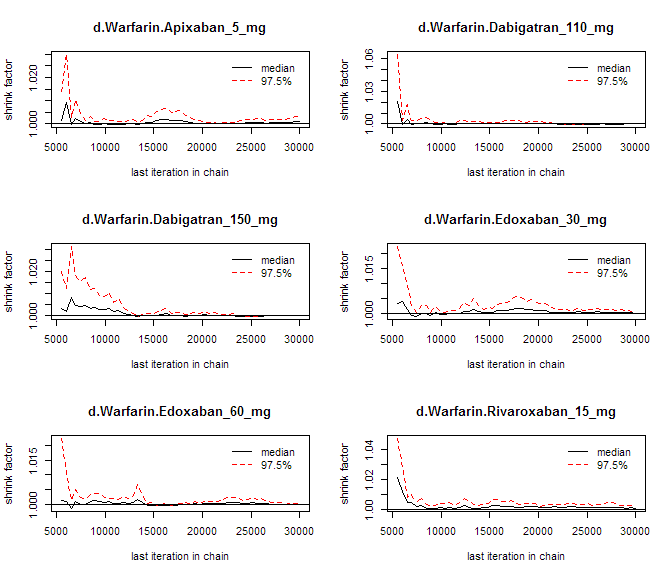 d.Warfarin.Apixaban_5_mg
shrink factor
1.000 1.020
median
97.5%
5000 10000 15000 20000 25000 30000
last iteration in chain
d.Warfarin.Dabigatran_110_mg
shrink factor
1.00 1.03 1.06
median
97.5%
5000 10000 15000 20000 25000 30000
last iteration in chain
d.Warfarin.Dabigatran_150_mg
shrink factor
1.000 1.020
median
97.5%
5000 10000 15000 20000 25000 30000
last iteration in chain
d.Warfarin.Edoxaban_30_mg
shrink factor
1.000 1.015
median
97.5%
5000 10000 15000 20000 25000 30000
last iteration in chain
d.Warfarin.Edoxaban_60_mg
shrink factor
1.000 1.015
median
97.5%
5000 10000 15000 20000 25000 30000
last iteration in chain
d.Warfarin.Rivaroxaban_15_mg
shrink factor
1.00 1.02 1.04
median
97.5%
5000 10000 15000 20000 25000 30000
last iteration in chain